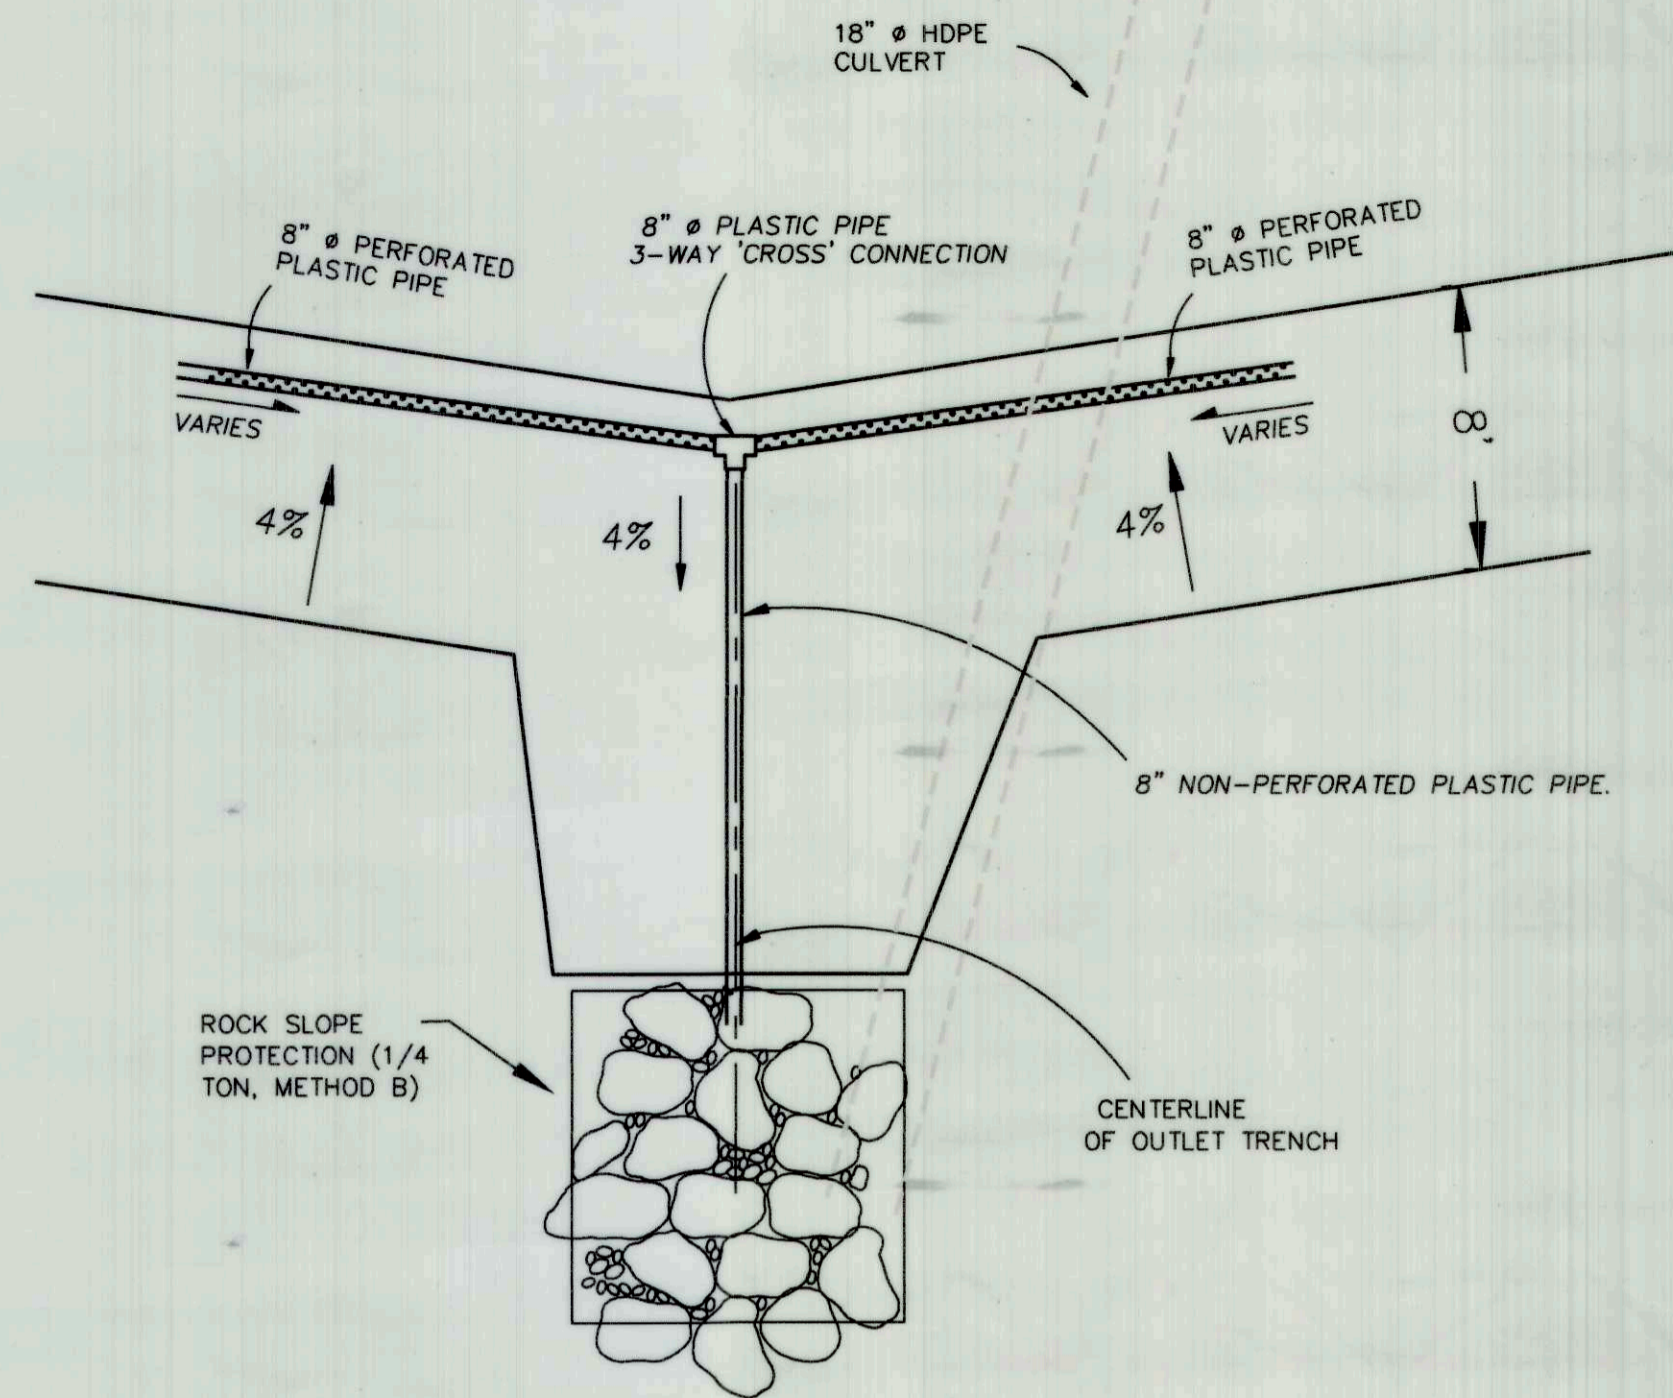 18" ø HDPE
CULVERT
8" ø PERFORATED
PLASTIC PIPE
8" ø PLASTIC PIPE
3-WAY 'CROSS' CONNECTION
8" ø PERFORATED
PLASTIC PIPE
VARIES
VARIES
8'
4%
4%
4%
8" NON-PERFORATED PLASTIC PIPE.
ROCK SLOPE
PROTECTION (1/4
TON, METHOD B)
CENTERLINE
OF OUTLET TRENCH